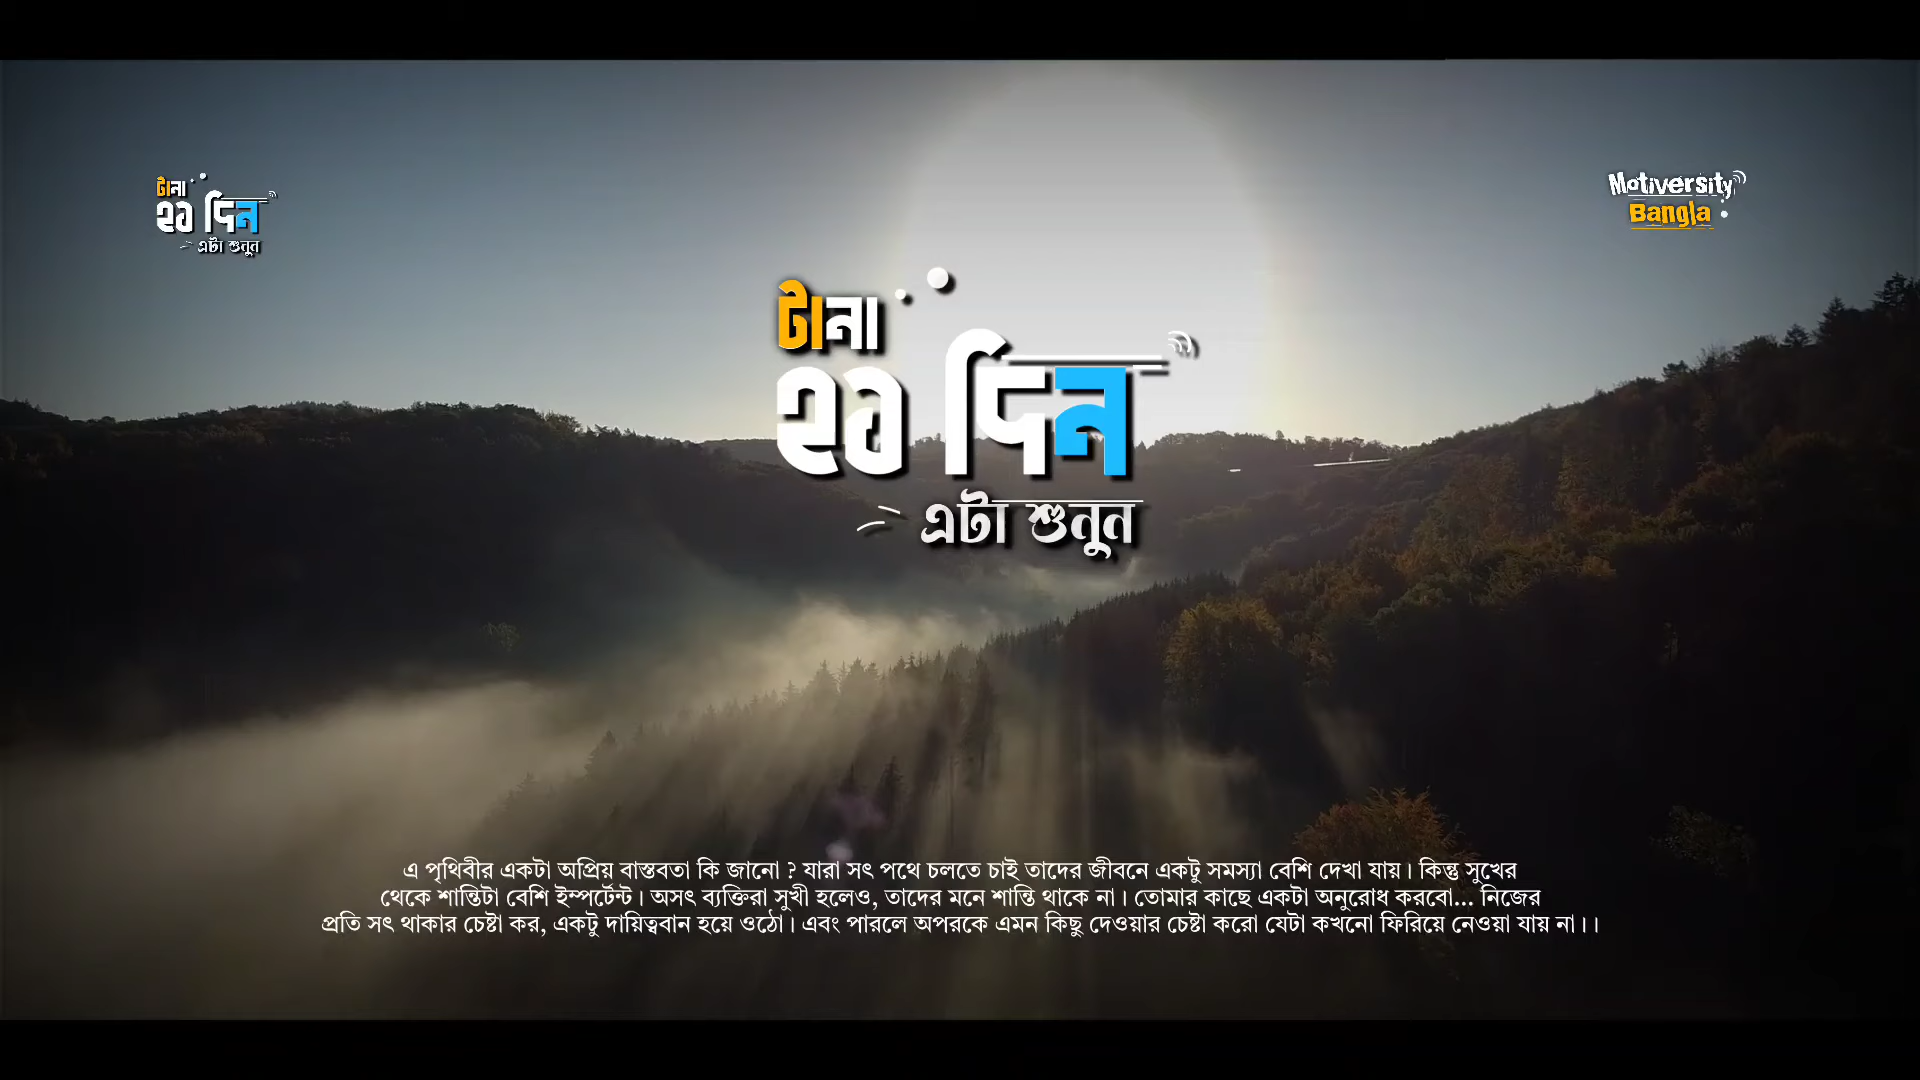 টানা
২১ দিন
এটা শুনুন
Motiversity
Bangla
টানা
২১ দিন
এটা শুনুন
এ পৃথিবীর একটা অপ্রিয় বাস্তবতা কি জানো ? যারা সৎ পথে চলতে চাই তাদের জীবনে একটু সমস্যা বেশি দেখা যায়। কিন্তু সুখের
থেকে শান্তিটা বেশি ইম্পর্টেন্ট। অসৎ ব্যক্তিরা সুখী হলেও, তাদের মনে শান্তি থাকে না। তোমার কাছে একটা অনুরোধ করবো... নিজের
প্রতি সৎ থাকার চেষ্টা কর, একটু দায়িত্ববান হয়ে ওঠো। এবং পারলে অপরকে এমন কিছু দেওয়ার চেষ্টা করো যেটা কখনো ফিরিয়ে নেওয়া যায় না।।